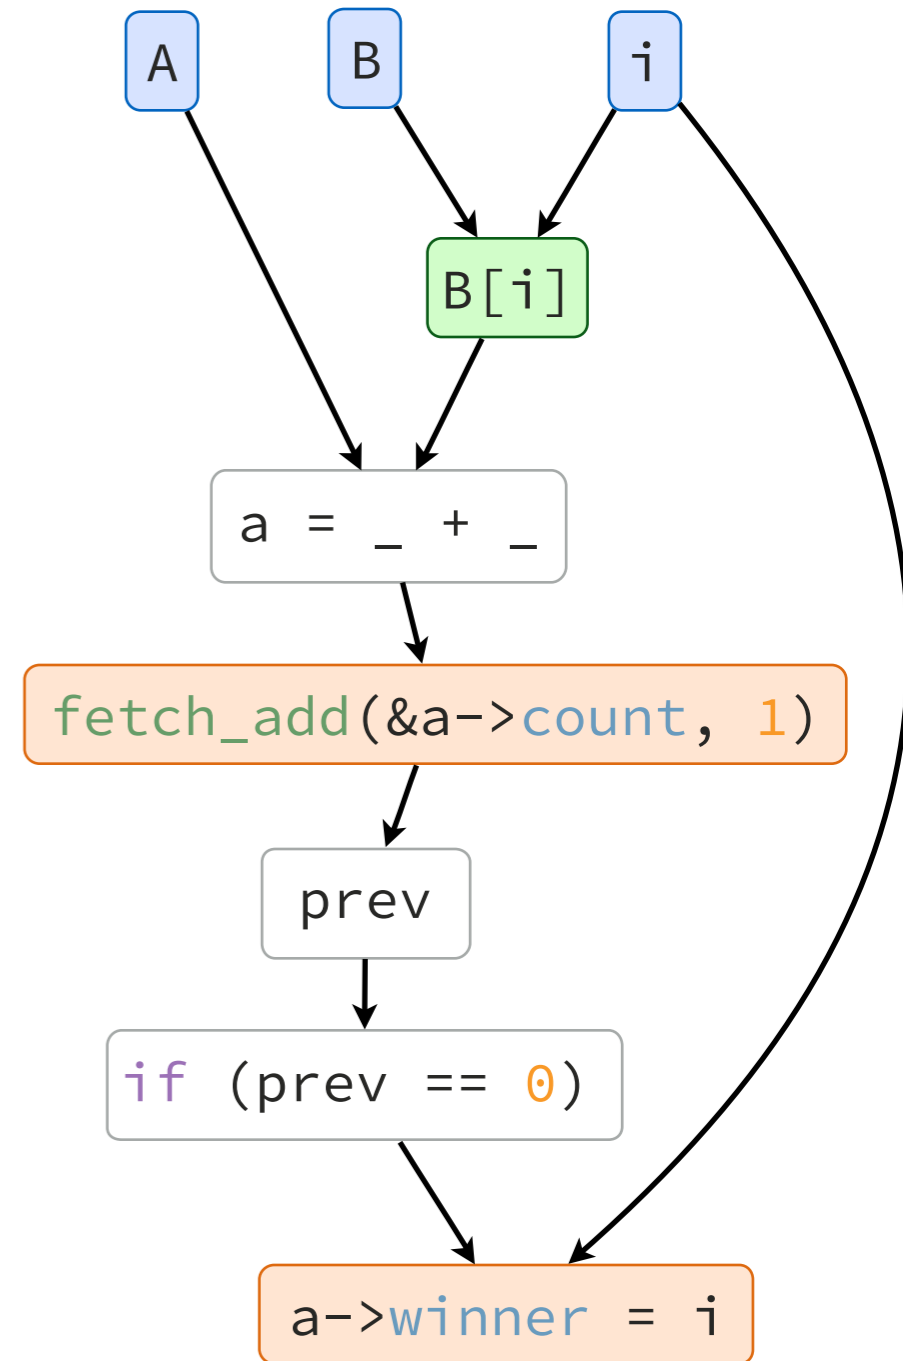 A
B
i
B[i]
a = _ + _
fetch_add(&a->count, 1)
prev
if (prev == 0)
a->winner = i